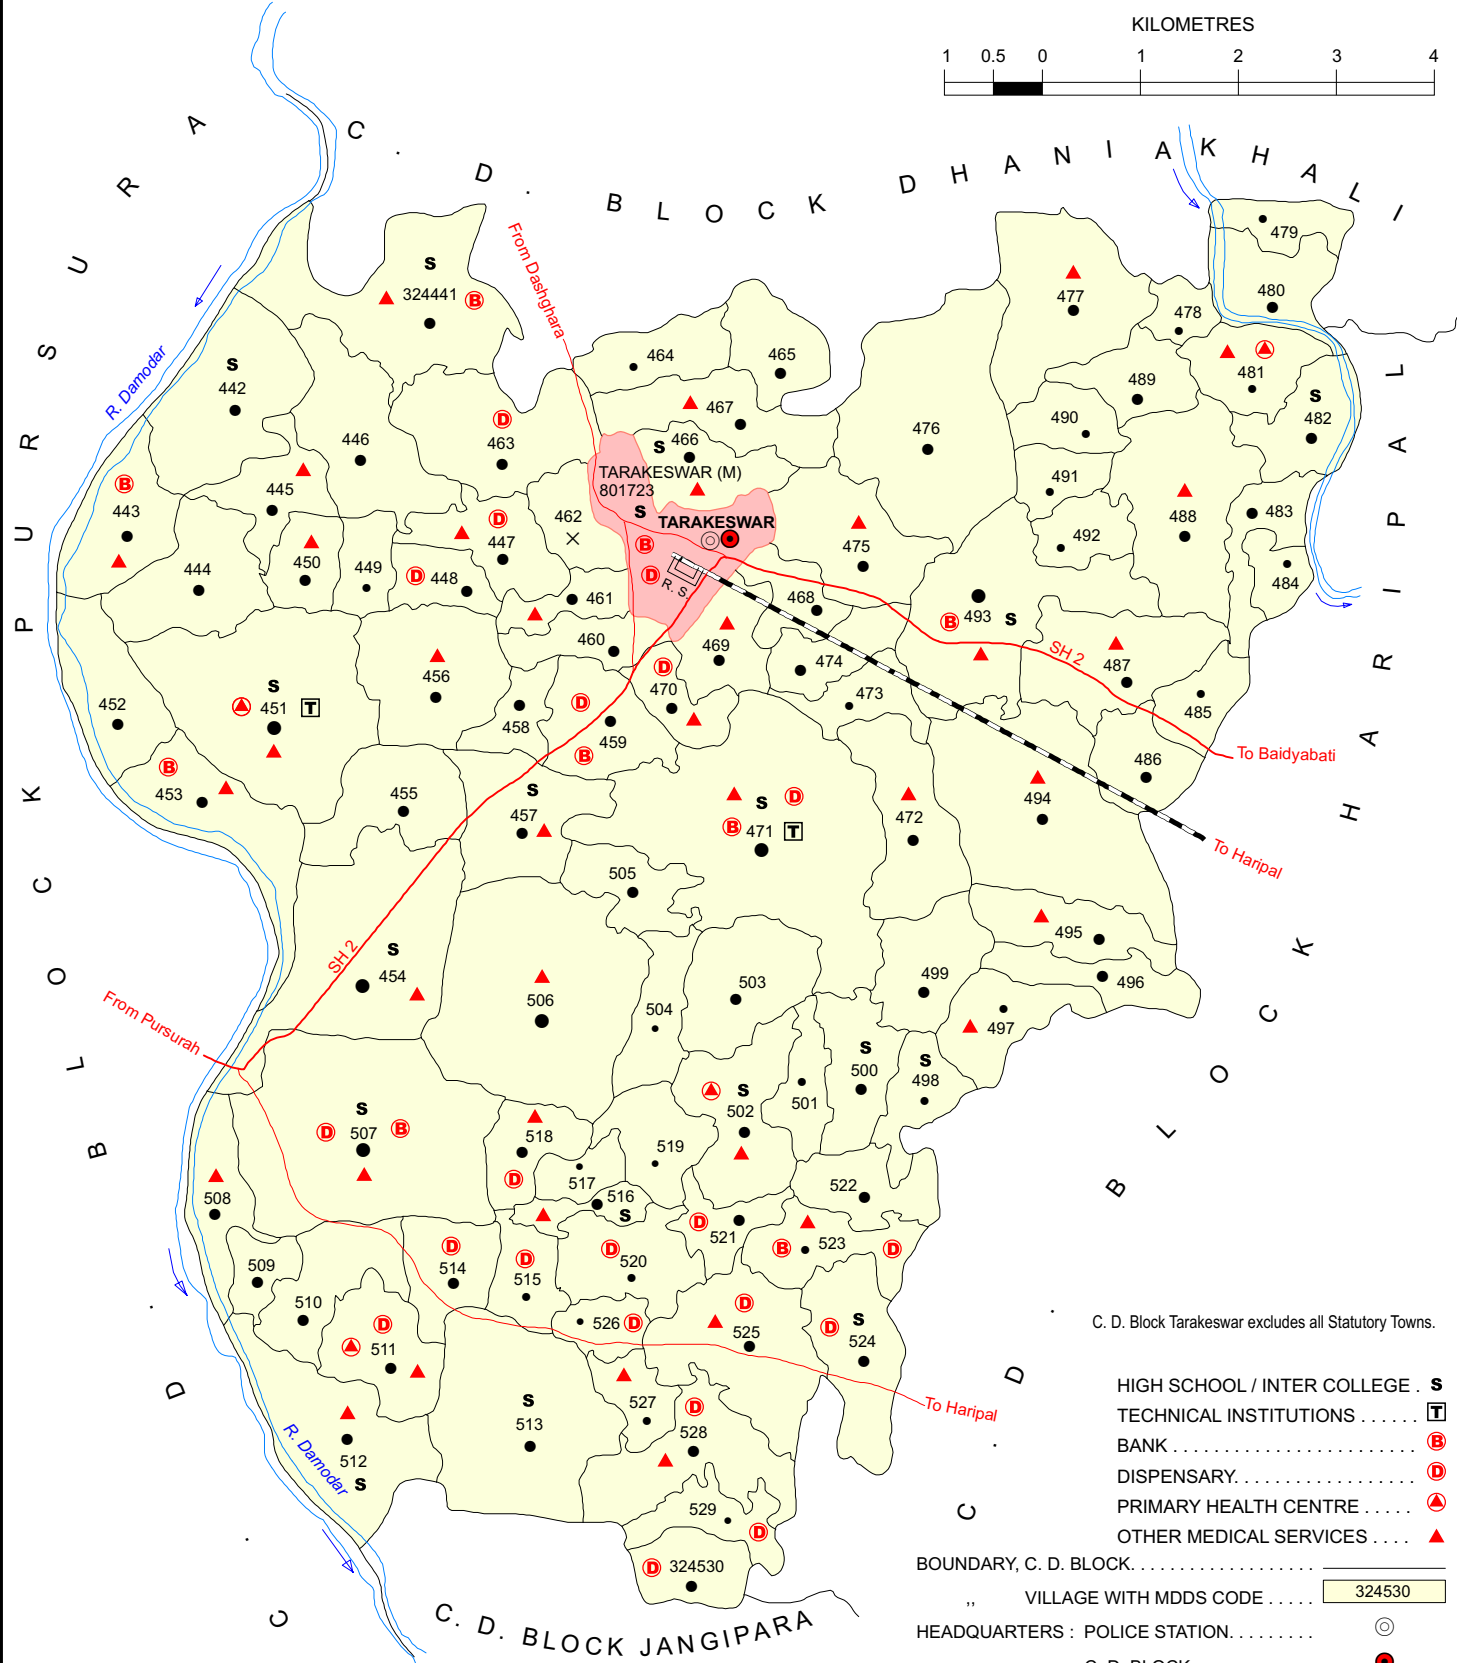 KILOMETRES
1 0.5 0 1 2 3 4
C. D. BLOCK DHANIAKHALI
C. D. BLOCK PURSURA
C. D. BLOCK HARIPAL
C. D. BLOCK JANGIPARA
From Dashghara
R. Damodar
479
480
478
477
324441 S B
S
442
464
465
481
482 S
489
467
490
476
466 S
463 D
446
TARAKESWAR (M)
801723
S
TARAKESWAR
B
D
R. S.
445
B
443
491
483
488
492
484
462
D
447
475
450
449
D 448
444
461
468
B 493 S
460
469
474
487
SH 2
D
470
473
485
456
S
451 T
452
458
D
459
B
486
To Baidyabati
B
453
455
S
457
S D
B 471 T
472
494
To Haripal
505
495
S
454
SH 2
506
503
499
496
504
497
From Pursurah
S
500
S
498
501
S
502
S
D 507 B
518
D
519
517
516
S
522
508
D
521
B 523 D
509
D
514
D
515
D
520
510
526 D
D
525
S
D
524
D
511
To Haripal
S
513
527
D
528
512
S
R. Damodar
529
D
D 324530
C. D. Block Tarakeswar excludes all Statutory Towns.
HIGH SCHOOL / INTER COLLEGE . S
TECHNICAL INSTITUTIONS . . . . . . T
BANK . . . . . . . . . . . . . . . . . . . . . . . . B
DISPENSARY. . . . . . . . . . . . . . . . . . D
PRIMARY HEALTH CENTRE . . . . .
OTHER MEDICAL SERVICES . . . .
BOUNDARY, C. D. BLOCK. . . . . . . . . . . . . . . . . .
,, VILLAGE WITH MDDS CODE . . . . . 324530
HEADQUARTERS : POLICE STATION. . . . . . . . .